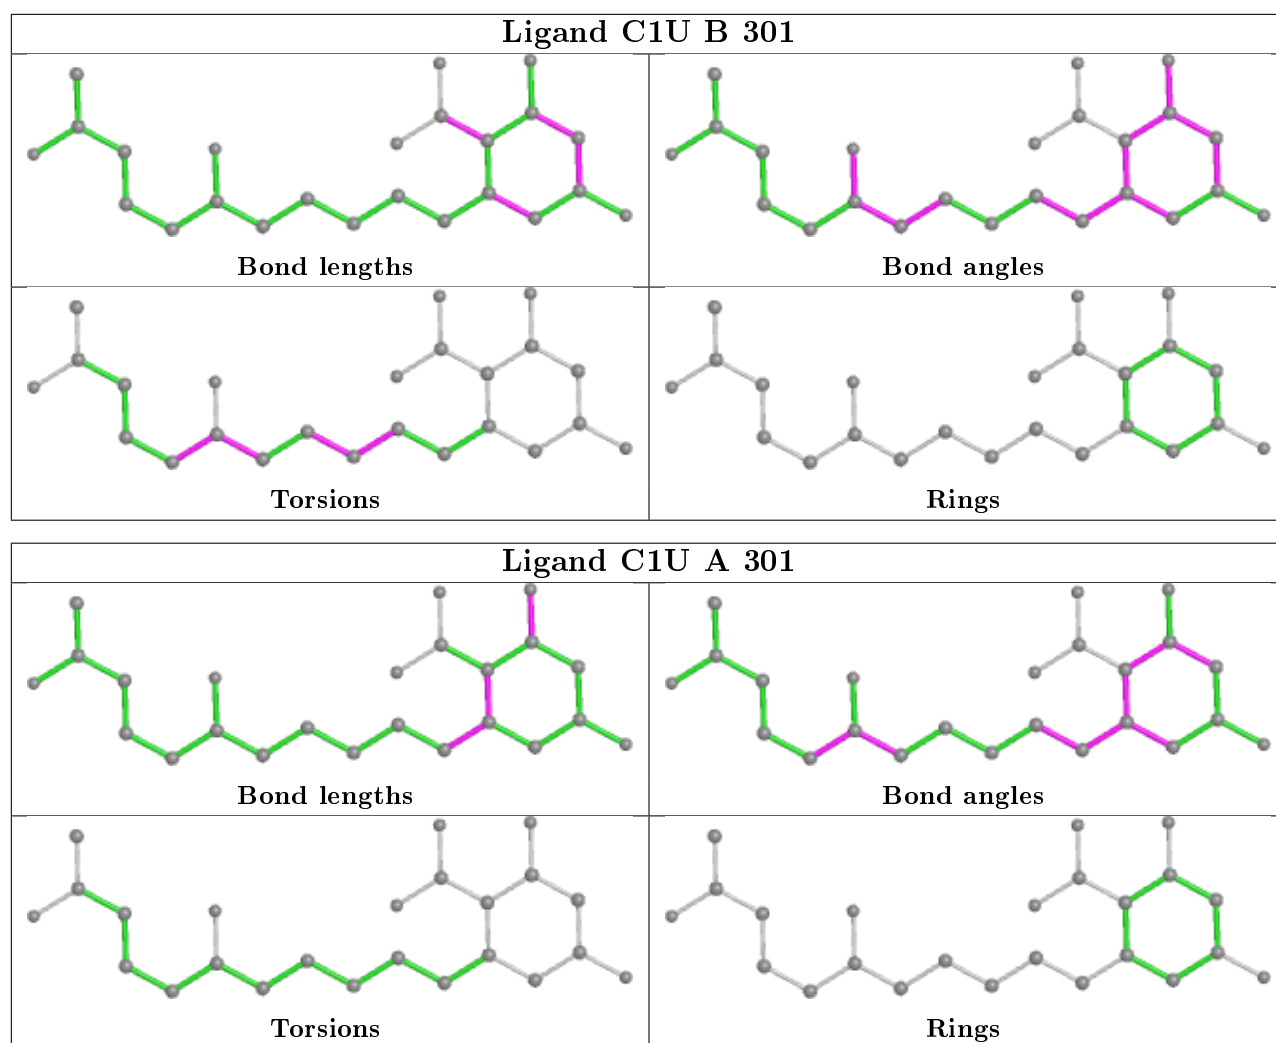 Ligand C1U B 301
Bond lengths
Bond angles
Torsions
Rings
Ligand C1U A 301
Bond lengths
Bond angles
Torsions
Rings